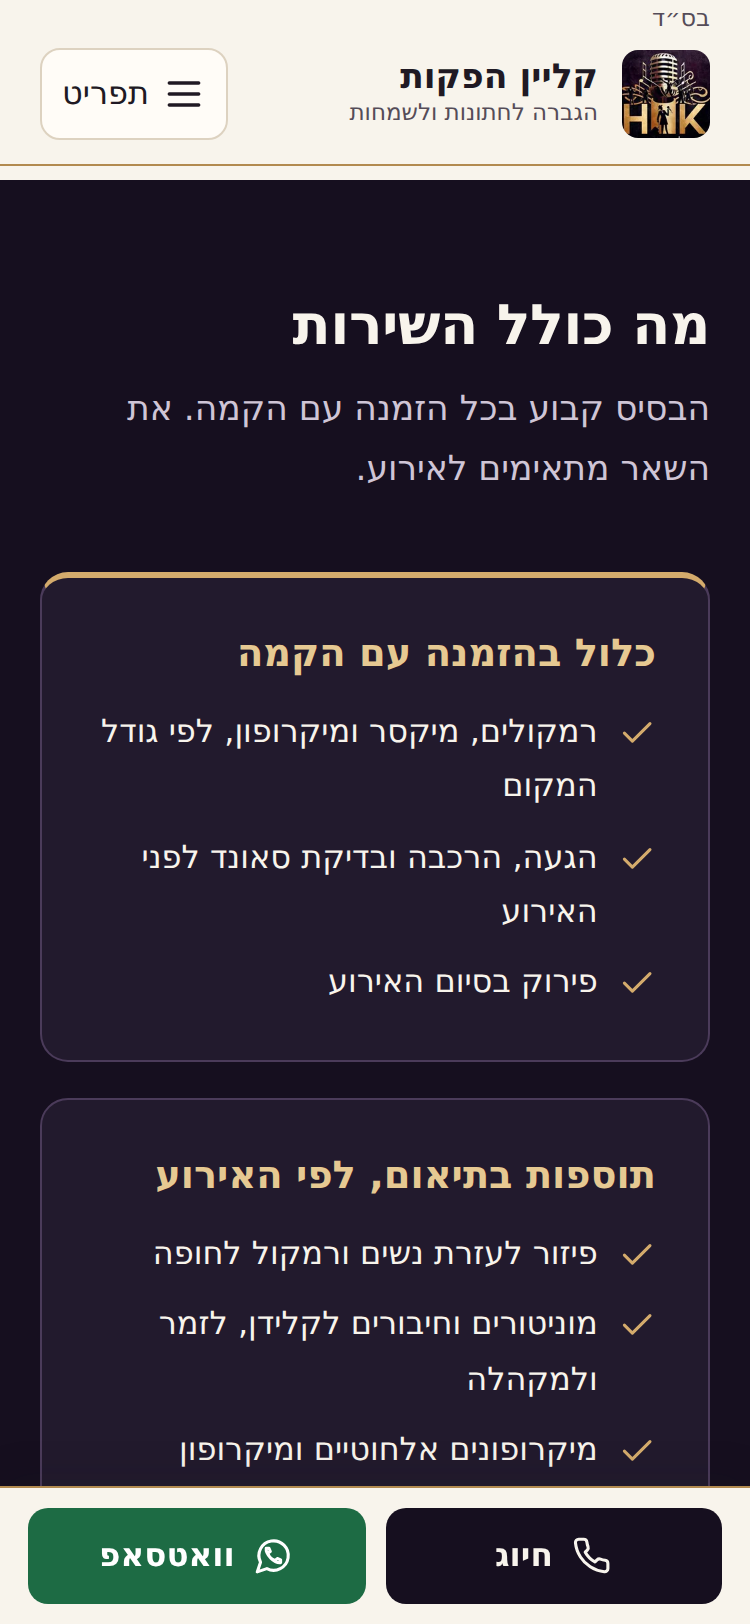 בס״ד
קליין הפקות
הגברה לחתונות ולשמחות
HK
תפריט
מה כולל השירות
הבסיס קבוע בכל הזמנה עם הקמה. את
השאר מתאימים לאירוע.
כלול בהזמנה עם הקמה
רמקולים, מיקסר ומיקרופון, לפי גודל
המקום
הגעה, הרכבה ובדיקת סאונד לפני
האירוע
פירוק בסיום האירוע
תוספות בתיאום, לפי האירוע
פיזור לעזרת נשים ורמקול לחופה
מוניטורים וחיבורים לקלידן, לזמר
ולמקהלה
מיקרופונים אלחוטיים ומיקרופון
חיוג
וואטסאפ